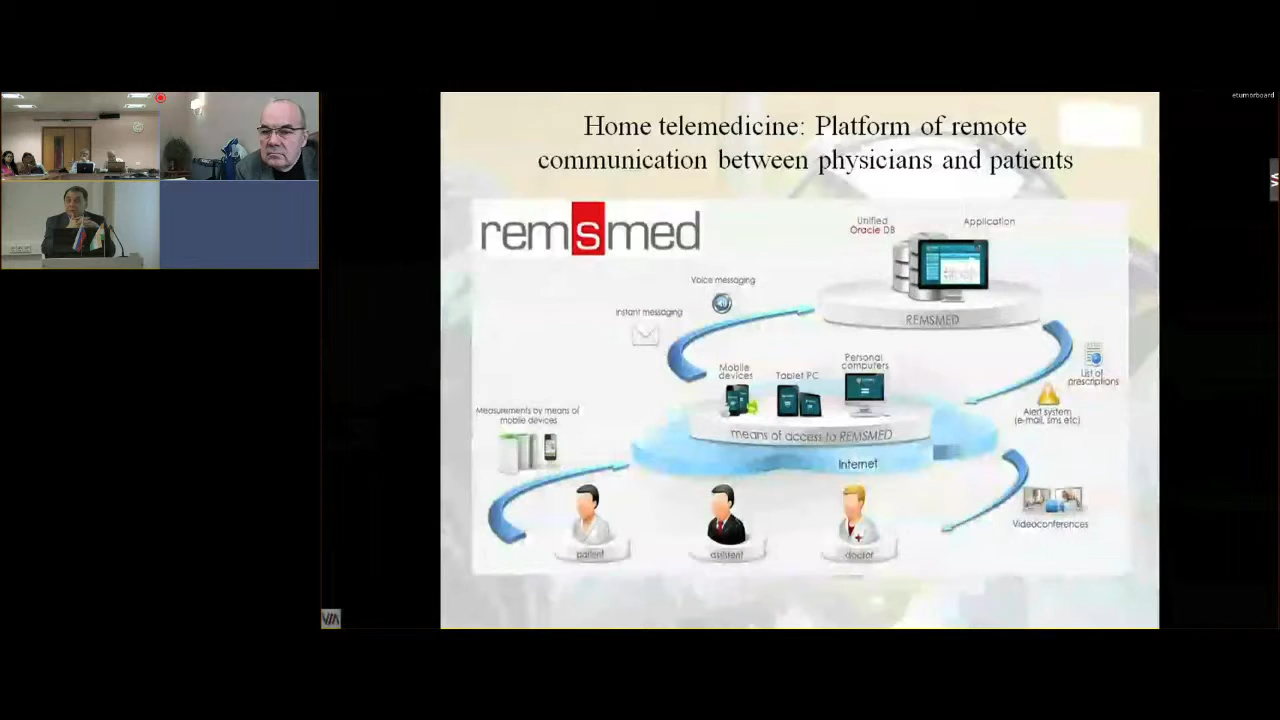 etumorboard
Home telemedicine: Platform of remote
communication between physicians and patients
remsmed
Unified
Oracle DB
Application
Voice messaging
Instant messaging
REMSMED
List of
prescriptions
Mobile
devices
Tablet PC
Personal
computers
Alert system
(e-mail, sms etc)
Measurements by means of
mobile devices
means of access to REMSMED
Internet
Videoconferences
patient
asistent
doctor